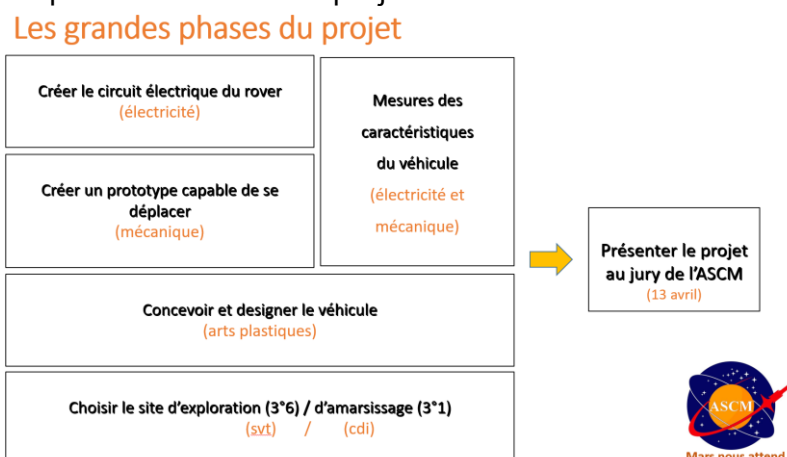 Les grandes phases du projet
Créer le circuit électrique du rover
(électricité)
Mesures des
caractéristiques
du véhicule
(électricité et
mécanique)
Créer un prototype capable de se
déplacer
(mécanique)
Présenter le projet
au jury de l'ASCM
(13 avril)
Concevoir et designer le véhicule
(arts plastiques)
Choisir le site d'exploration (3°6) / d'amarsissage (3°1)
(svt) / (cdi)
ASCM
Mars nous attend